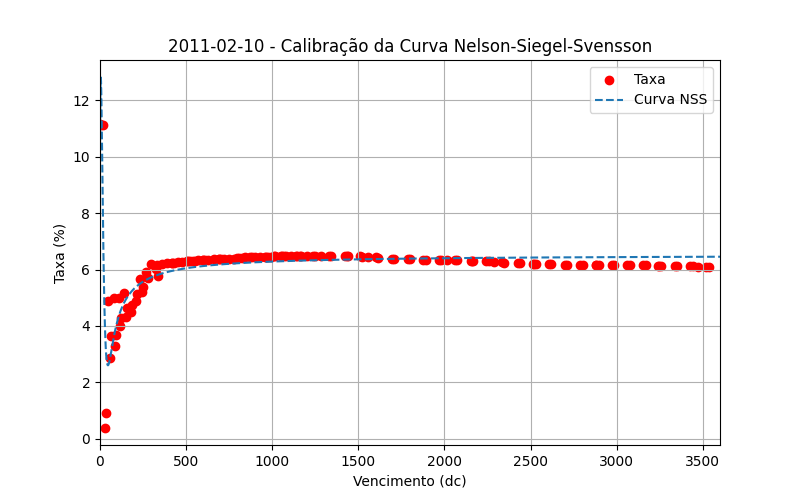 2011-02-10 - Calibração da Curva Nelson-Siegel-Svensson
Taxa
Curva NSS
Taxa (%)
12
10
8
6
4
2
0
0 500 1000 1500 2000 2500 3000 3500
Vencimento (dc)